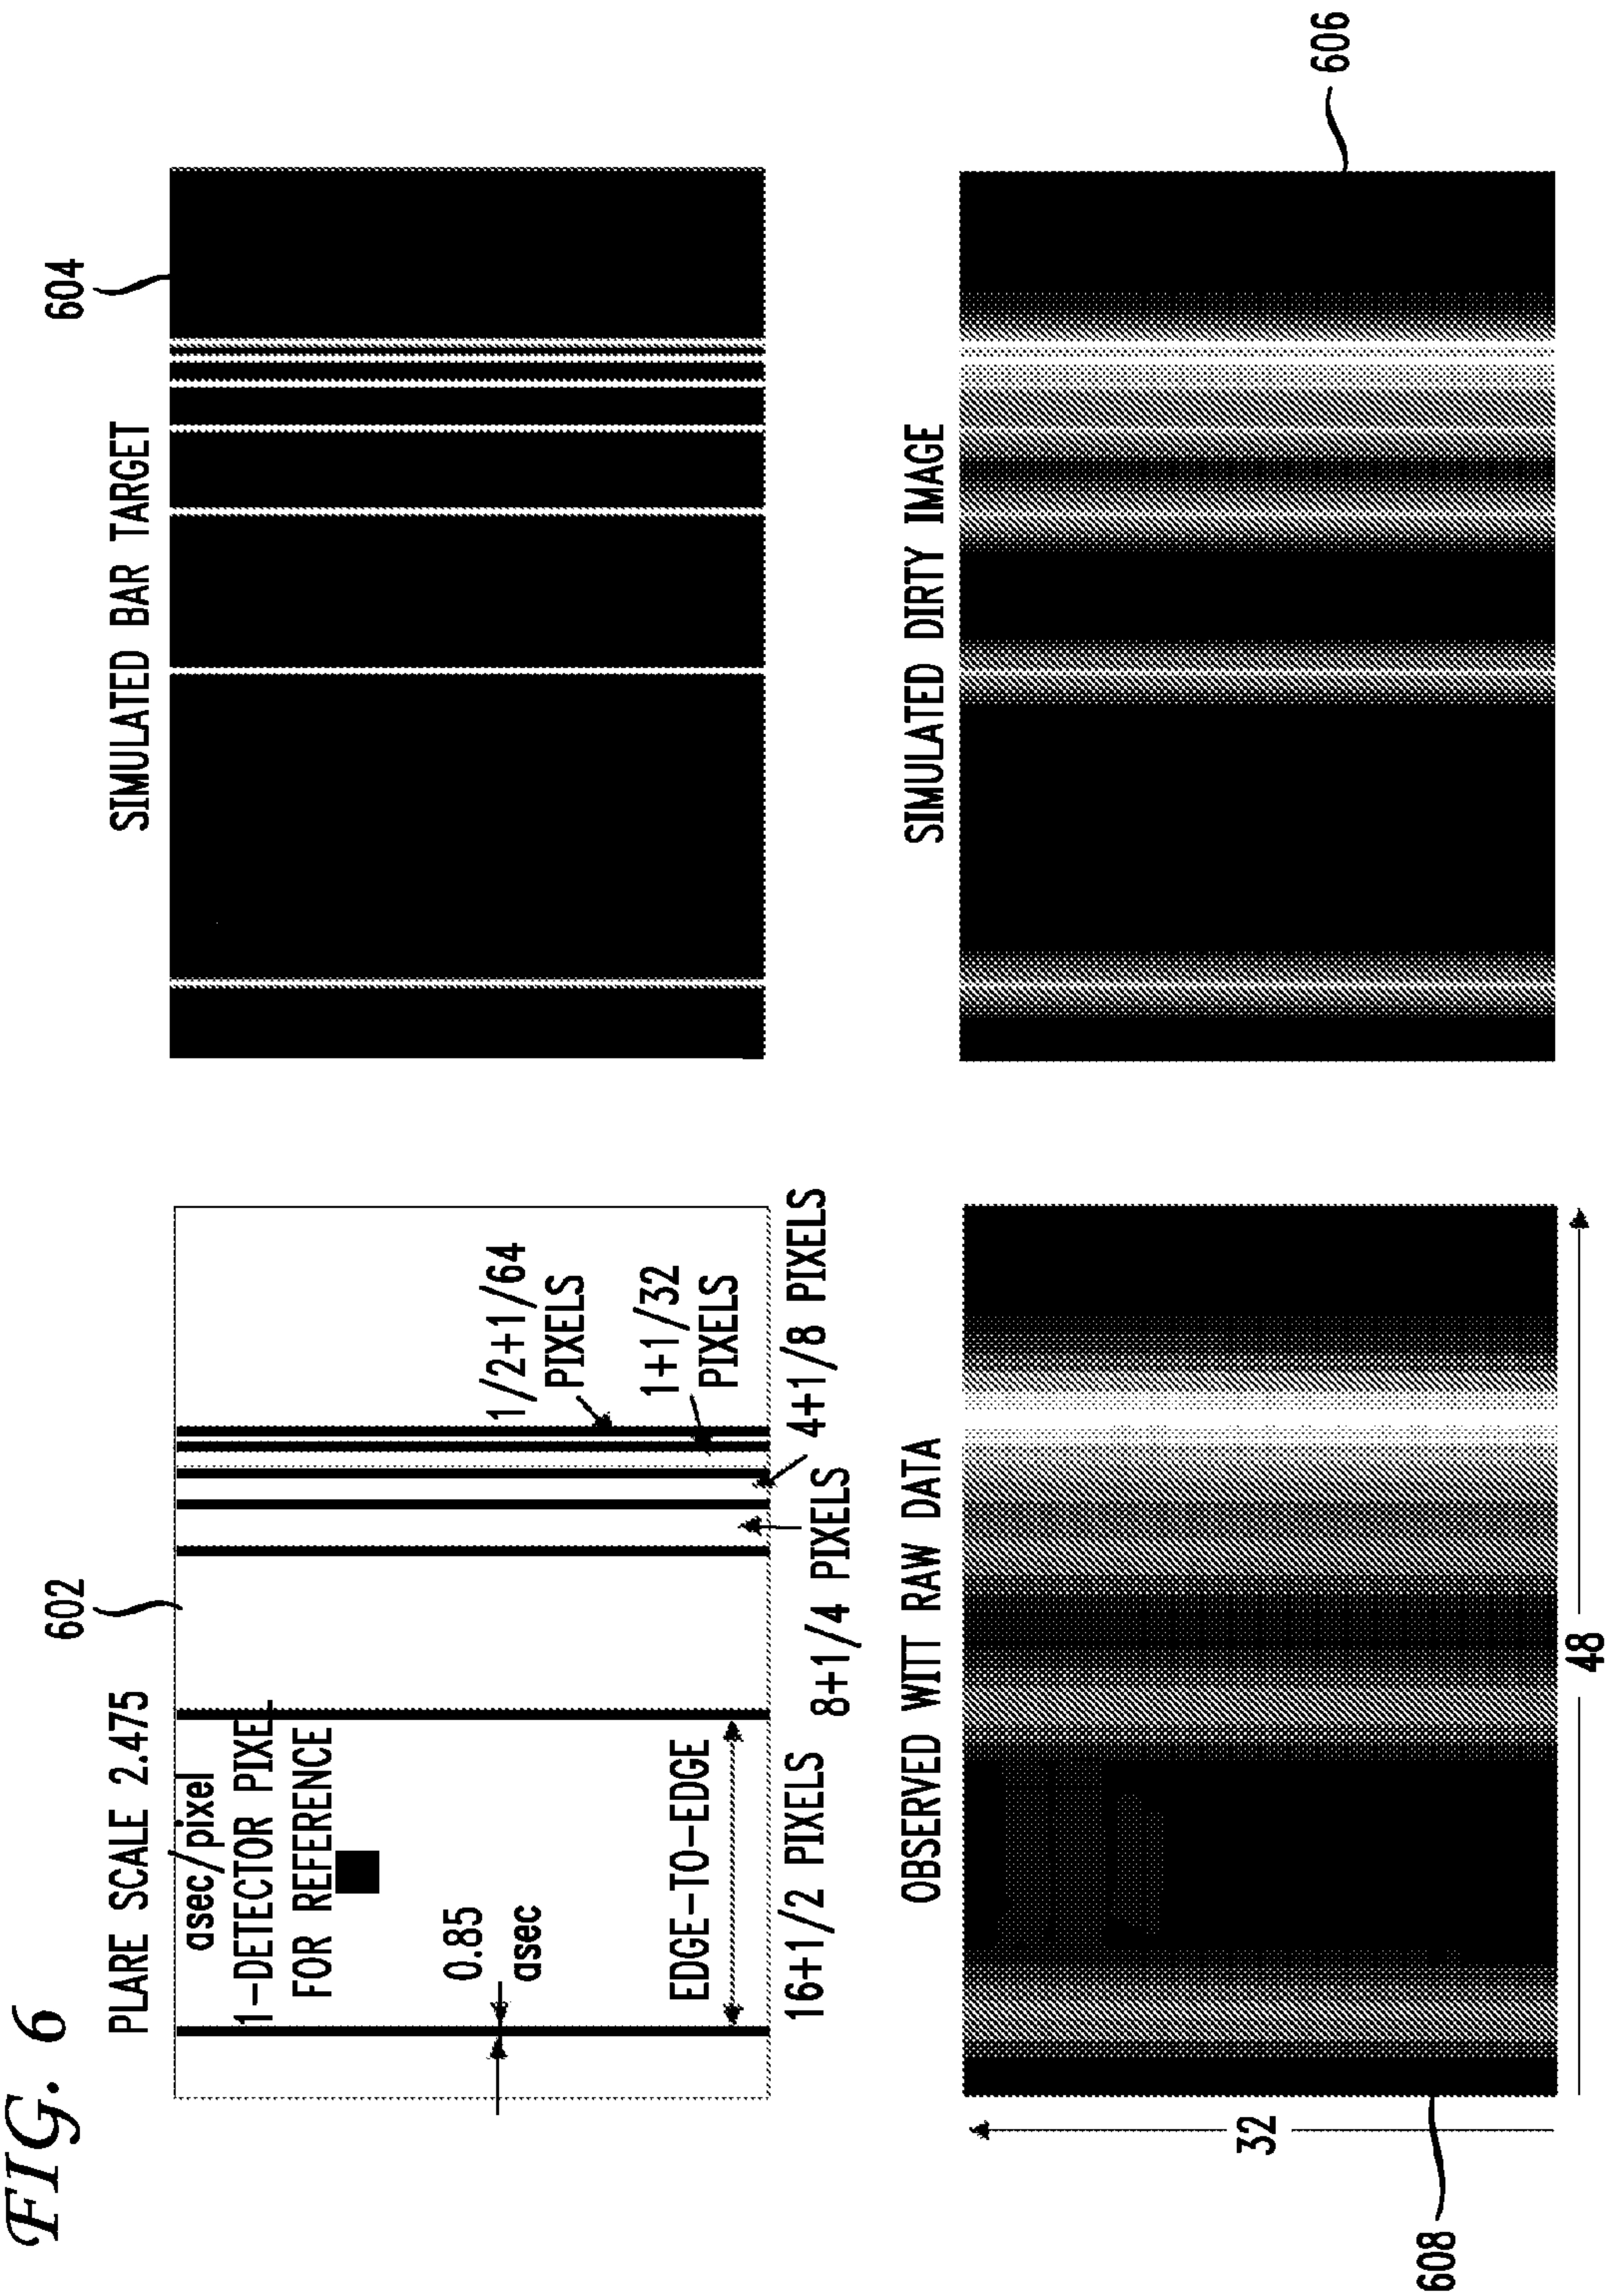 FIG. 6
PLARE SCALE 2.475
asec/pixel
1-DETECTOR PIXEL
FOR REFERENCE
0.85
asec
EDGE-TO-EDGE
16+1/2 PIXELS
8+1/4 PIXELS
4+1/8 PIXELS
1+1/32
PIXELS
1/2+1/64
PIXELS
602
SIMULATED BAR TARGET
604
OBSERVED WITT RAW DATA
32
48
608
SIMULATED DIRTY IMAGE
606